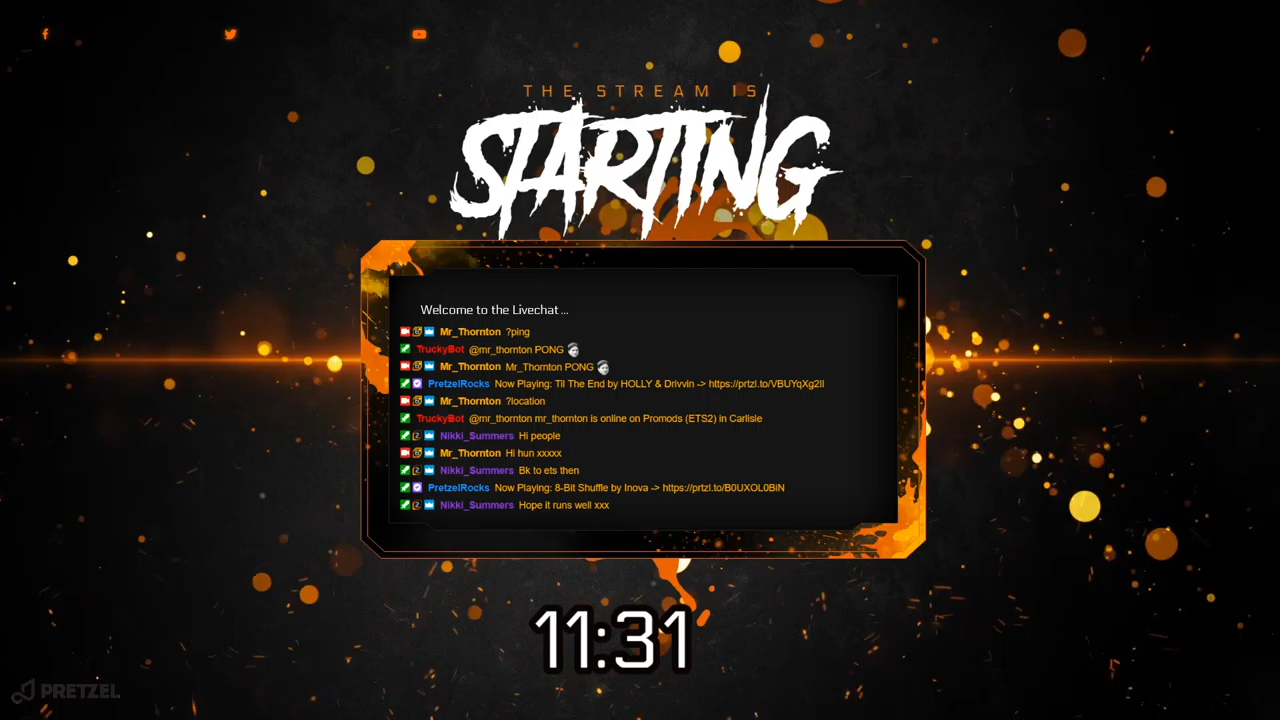 THE STREAM IS
STARTING
Welcome to the Livechat ...
Mr_Thornton ?ping
TruckyBot @mr_thornton PONG
Mr_Thornton Mr_Thornton PONG
PretzelRocks Now Playing: Til The End by HOLLY & Drivvin -> https://prtzl.to/VBUYqXg2lI
Mr_Thornton ?location
TruckyBot @mr_thornton mr_thornton is online on Promods (ETS2) in Carlisle
Nikki_Summers Hi people
Mr_Thornton Hi hun xxxxx
Nikki_Summers Bk to ets then
PretzelRocks Now Playing: 8-Bit Shuffle by Inova -> https://prtzl.to/B0UXOL0BiN
Nikki_Summers Hope it runs well xxx
11:31
PRETZEL